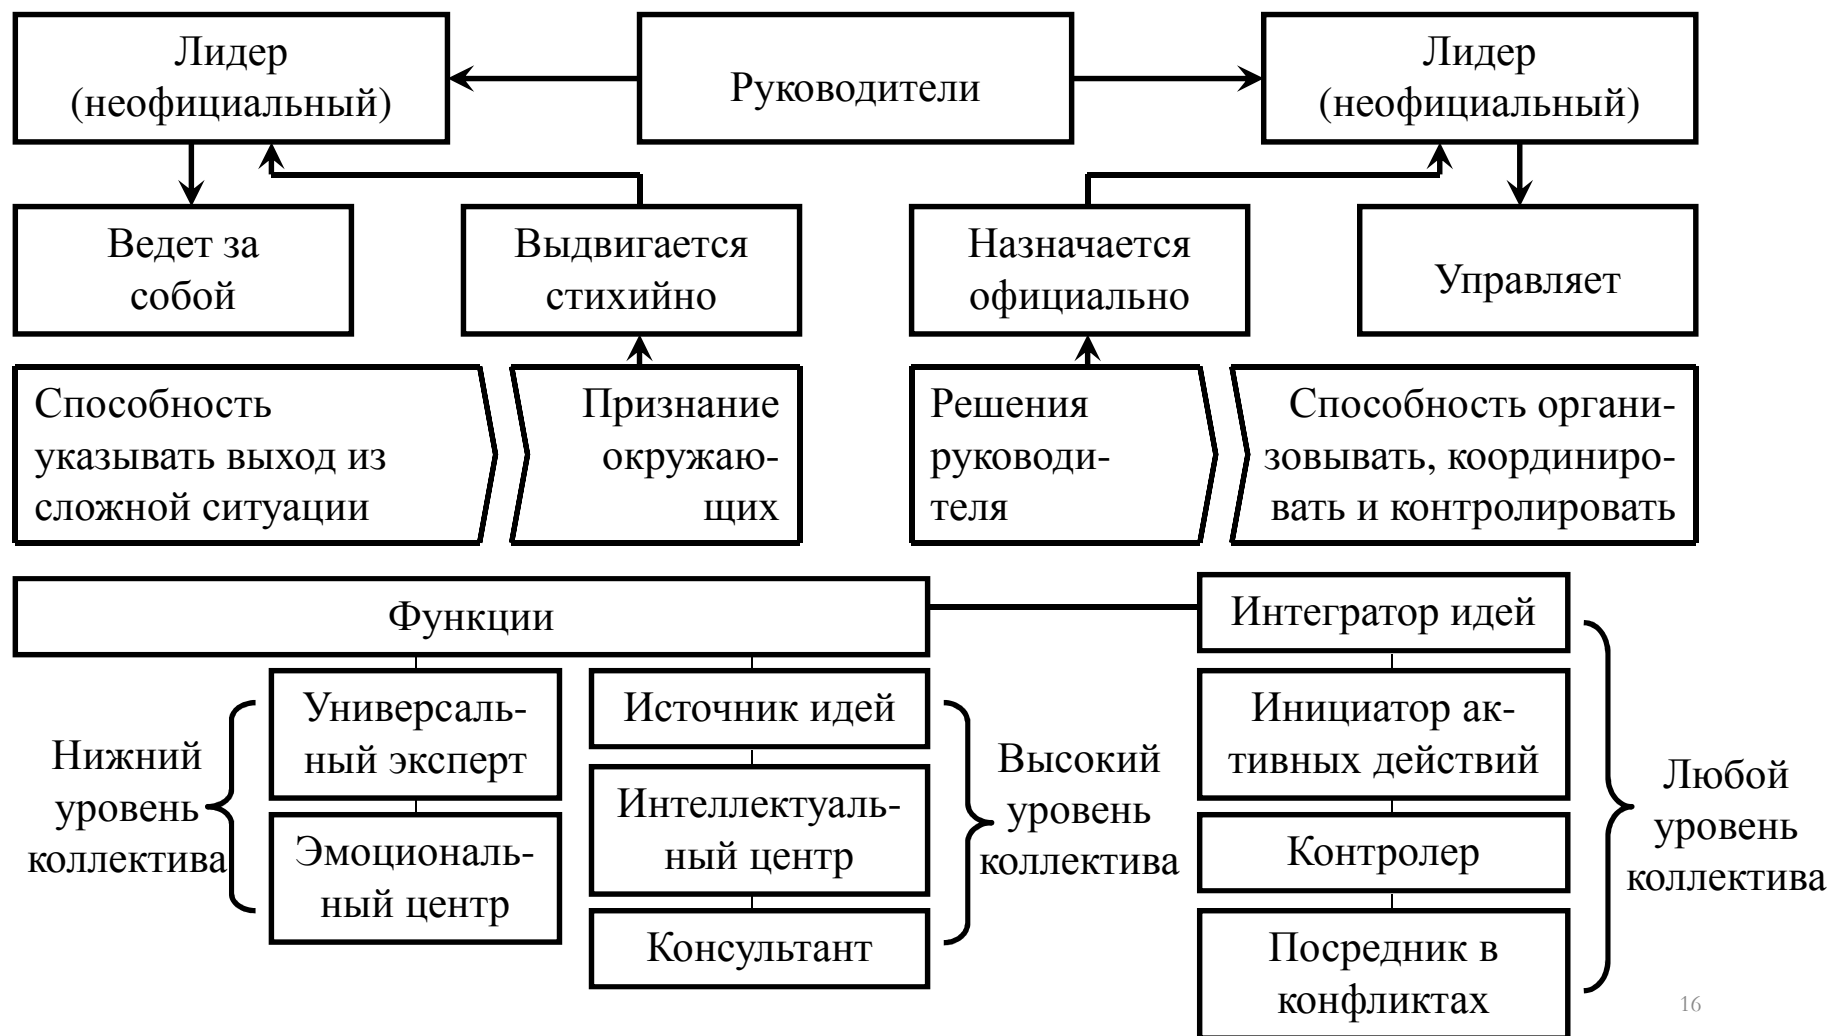 Лидер
(неофициальный)
Руководители
Лидер
(неофициальный)
Ведет за
собой
Выдвигается
стихийно
Назначается
официально
Управляет
Способность
указывать выход из
сложной ситуации
Признание
окружаю-
щих
Решения
руководи-
теля
Способность органи-
зовывать, координиро-
вать и контролировать
Функции
Интегратор идей
Универсаль-
ный эксперт
Источник идей
Инициатор ак-
тивных действий
Нижний
уровень
коллектива
Интеллектуаль-
ный центр
Высокий
уровень
коллектива
Любой
уровень
коллектива
Эмоциональ-
ный центр
Контролер
Консультант
Посредник в
конфликтах
16